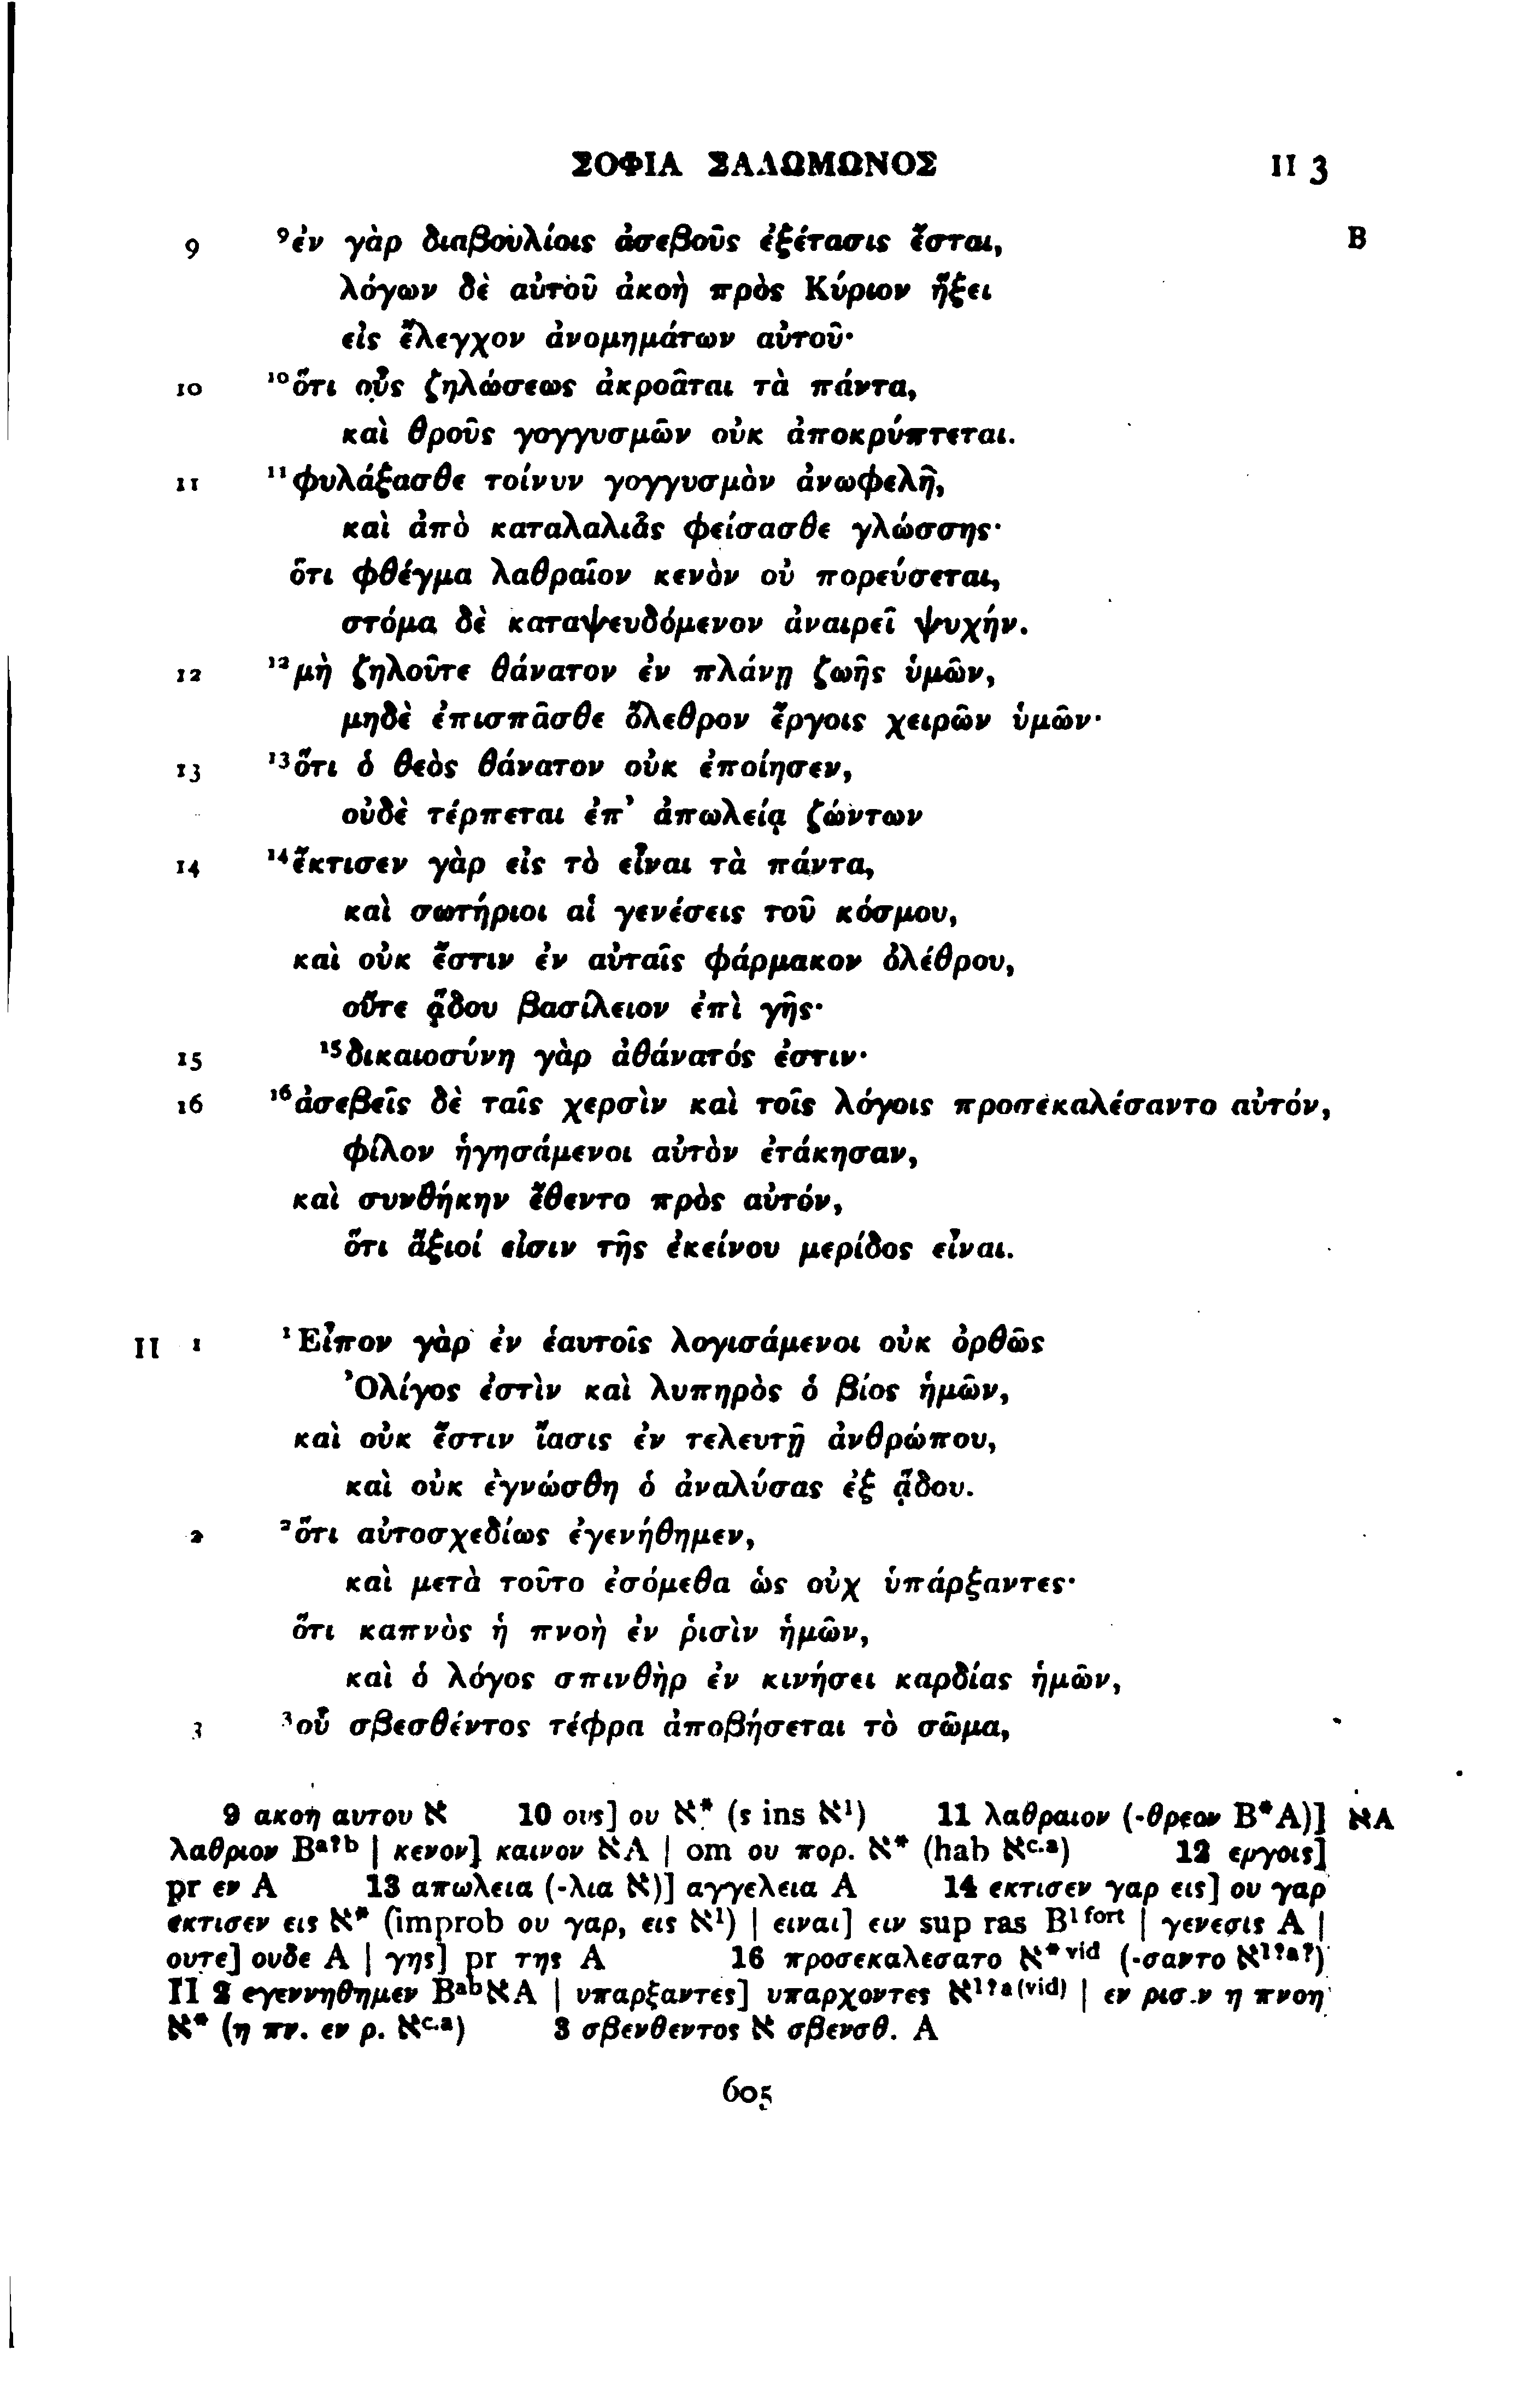 ΣΟΦΙΑ ΣΑΛΩΜΩΝΟΣ II 3
9 ⁹ἐν γὰρ διαβουλίοις ἀσεβοῦς ἐξέτασις ἔσται, B
λόγων δὲ αὐτοῦ ἀκοὴ πρὸς Κύριον ἥξει
εἰς ἔλεγχον ἀνομημάτων αὐτοῦ·
10 ¹⁰ὅτι οὖς ζηλώσεως ἀκροᾶται τὰ πάντα,
καὶ θροῦς γογγυσμῶν οὐκ ἀποκρύπτεται.
11 ¹¹φυλάξασθε τοίνυν γογγυσμὸν ἀνωφελῆ,
καὶ ἀπὸ καταλαλιᾶς φείσασθε γλώσσης·
ὅτι φθέγμα λαθραῖον κενὸν οὐ πορεύσεται,
στόμα δὲ καταψευδόμενον ἀναιρεῖ ψυχήν.
12 ¹²μὴ ζηλοῦτε θάνατον ἐν πλάνῃ ζωῆς ὑμῶν,
μηδὲ ἐπισπᾶσθε ὄλεθρον ἔργοις χειρῶν ὑμῶν·
13 ¹³ὅτι ὁ θεὸς θάνατον οὐκ ἐποίησεν,
οὐδὲ τέρπεται ἐπ’ ἀπωλείᾳ ζώντων
14 ¹⁴ἔκτισεν γὰρ εἰς τὸ εἶναι τὰ πάντα,
καὶ σωτήριοι αἱ γενέσεις τοῦ κόσμου,
καὶ οὐκ ἔστιν ἐν αὐταῖς φάρμακον ὀλέθρου,
οὔτε ᾅδου βασίλειον ἐπὶ γῆς·
15 ¹⁵δικαιοσύνη γὰρ ἀθάνατός ἐστιν·
16 ¹⁶ἀσεβεῖς δὲ ταῖς χερσὶν καὶ τοῖς λόγοις προσεκαλέσαντο αὐτόν,
φίλον ἡγησάμενοι αὐτὸν ἐτάκησαν,
καὶ συνθήκην ἔθεντο πρὸς αὐτόν,
ὅτι ἄξιοί εἰσιν τῆς ἐκείνου μερίδος εἶναι.
II 1 ¹Εἶπον γὰρ ἐν ἑαυτοῖς λογισάμενοι οὐκ ὀρθῶς
Ὀλίγος ἐστὶν καὶ λυπηρὸς ὁ βίος ἡμῶν,
καὶ οὐκ ἔστιν ἴασις ἐν τελευτῇ ἀνθρώπου,
καὶ οὐκ ἐγνώσθη ὁ ἀναλύσας ἐξ ᾅδου.
2 ²ὅτι αὐτοσχεδίως ἐγενήθημεν,
καὶ μετὰ τοῦτο ἐσόμεθα ὡς οὐχ ὑπάρξαντες·
ὅτι καπνὸς ἡ πνοὴ ἐν ῥισὶν ἡμῶν,
καὶ ὁ λόγος σπινθὴρ ἐν κινήσει καρδίας ἡμῶν,
3 ³οὗ σβεσθέντος τέφρα ἀποβήσεται τὸ σῶμα,
9 ακοη αυτου א 10 ους] ου א* (ς ins א¹) 11 λαθραιον (-θρεον B*A)] אA
λαθριον Bᵃ?ᵇ | κενον] καινον אA | om ου πορ. א* (hab אᶜ·ᵃ) 12 εργοις]
pr εν A 13 απωλεια (-λια א)] αγγελεια A 14 εκτισεν γαρ εις] ου γαρ
εκτισεν εις א* (improb ου γαρ, εις א¹) | ειναι] ειν sup ras B¹ᶠᵒʳᵗ | γενεσις A |
ουτε] ουδε A | γης] pr της A 16 προσεκαλεσατο א*ᵛⁱᵈ (-σαντο א¹?ᵃ?)
II 2 εγεννηθημεν Bᵃᵇ אA | υπαρξαντες] υπαρχοντες א¹?ᵃ⁽ᵛⁱᵈ⁾ | εν ρισ.ν η πνοη
א* (η πν. εν ρ. אᶜ·ᵃ) 3 σβενθεντος א σβενσθ. A
605